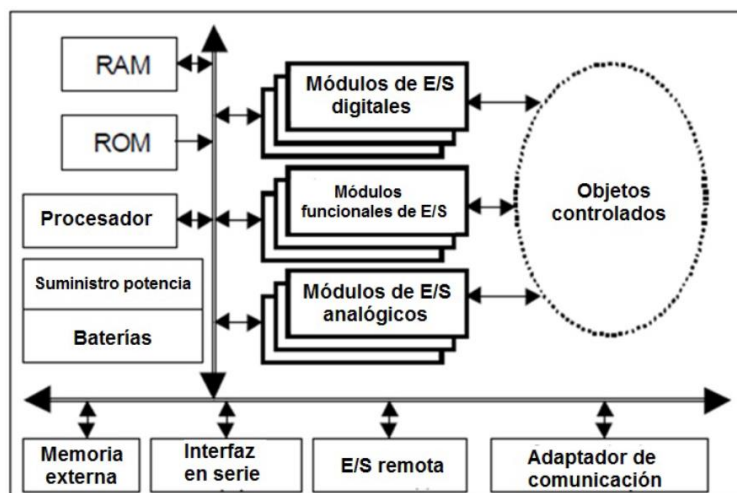 RAM
ROM
Procesador
Suministro potencia
Baterías
Módulos de E/S
digitales
Módulos
funcionales de E/S
Módulos de E/S
analógicos
Objetos
controlados
Memoria
externa
Interfaz
en serie
E/S remota
Adaptador de
comunicación